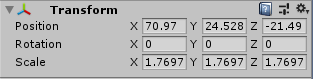 Transform
Position X 70.97 Y 24.528 Z -21.49
Rotation X 0 Y 0 Z 0
Scale X 1.7697 Y 1.7697 Z 1.7697